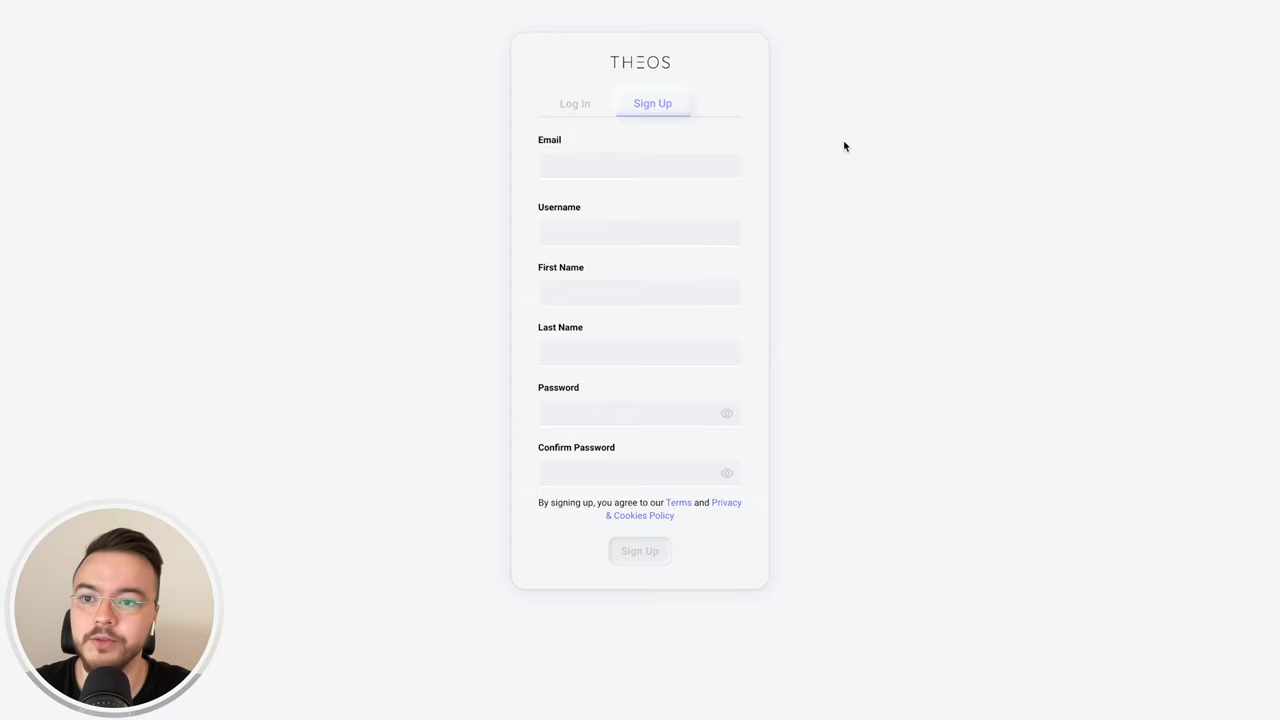 THEOS
Log In Sign Up
Email
Username
First Name
Last Name
Password
Confirm Password
By signing up, you agree to our Terms and Privacy
& Cookies Policy
Sign Up